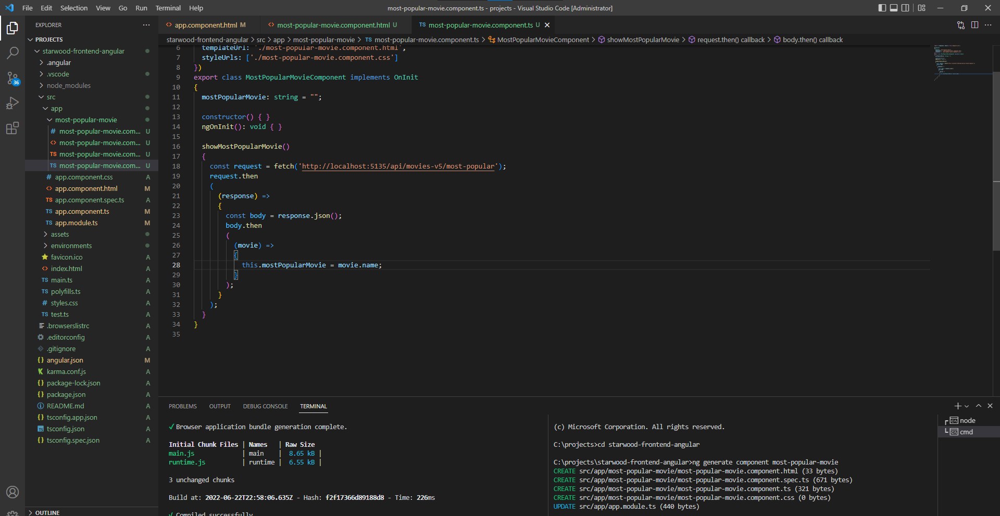 File Edit Selection View Go Run Terminal Help
most-popular-movie.component.ts - projects - Visual Studio Code [Administrator]
EXPLORER
PROJECTS
starwood-frontend-angular
.angular
.vscode
node_modules
src
app
most-popular-movie
# most-popular-movie.com... U
<> most-popular-movie.com... U
TS most-popular-movie.com... U
TS most-popular-movie.com... U
# app.component.css A
<> app.component.html M
TS app.component.spec.ts A
TS app.component.ts M
TS app.module.ts M
assets
environments
favicon.ico A
<> index.html A
TS main.ts A
TS polyfills.ts A
# styles.css A
TS test.ts A
.browserslistrc A
.editorconfig A
.gitignore A
{} angular.json M
karma.conf.js A
{} package-lock.json A
{} package.json A
README.md A
{} tsconfig.app.json A
TS tsconfig.json A
{} tsconfig.spec.json A
OUTLINE
36
<> app.component.html M
<> most-popular-movie.component.html U
TS most-popular-movie.component.ts U
starwood-frontend-angular > src > app > most-popular-movie > TS most-popular-movie.component.ts > MostPopularMovieComponent > showMostPopularMovie > request.then() callback > body.then() callback
6 templateUrl: './most-popular-movie.component.html',
7 styleUrls: ['./most-popular-movie.component.css']
8 })
9 export class MostPopularMovieComponent implements OnInit
10 {
11 mostPopularMovie: string = "";
12
13 constructor() { }
14 ngOnInit(): void { }
15
16 showMostPopularMovie()
17 {
18 const request = fetch('http://localhost:5135/api/movies-v5/most-popular');
19 request.then
20 (
21 (response) =>
22 {
23 const body = response.json();
24 body.then
25 (
26 (movie) =>
27 {
28 this.mostPopularMovie = movie.name;
29 }
30 );
31 }
32 );
33 }
34 }
35
PROBLEMS OUTPUT DEBUG CONSOLE TERMINAL
✓ Browser application bundle generation complete.
Initial Chunk Files | Names | Raw Size
main.js | main | 8.65 kB |
runtime.js | runtime | 6.55 kB |
3 unchanged chunks
Build at: 2022-06-22T22:58:06.635Z - Hash: f2f17366d89188d8 - Time: 226ms
√ Compiled successfully
(c) Microsoft Corporation. All rights reserved.
C:\projects>cd starwood-frontend-angular
C:\projects\starwood-frontend-angular>ng generate component most-popular-movie
CREATE src/app/most-popular-movie/most-popular-movie.component.html (33 bytes)
CREATE src/app/most-popular-movie/most-popular-movie.component.spec.ts (671 bytes)
CREATE src/app/most-popular-movie/most-popular-movie.component.ts (321 bytes)
CREATE src/app/most-popular-movie/most-popular-movie.component.css (0 bytes)
UPDATE src/app/app.module.ts (440 bytes)
node
cmd